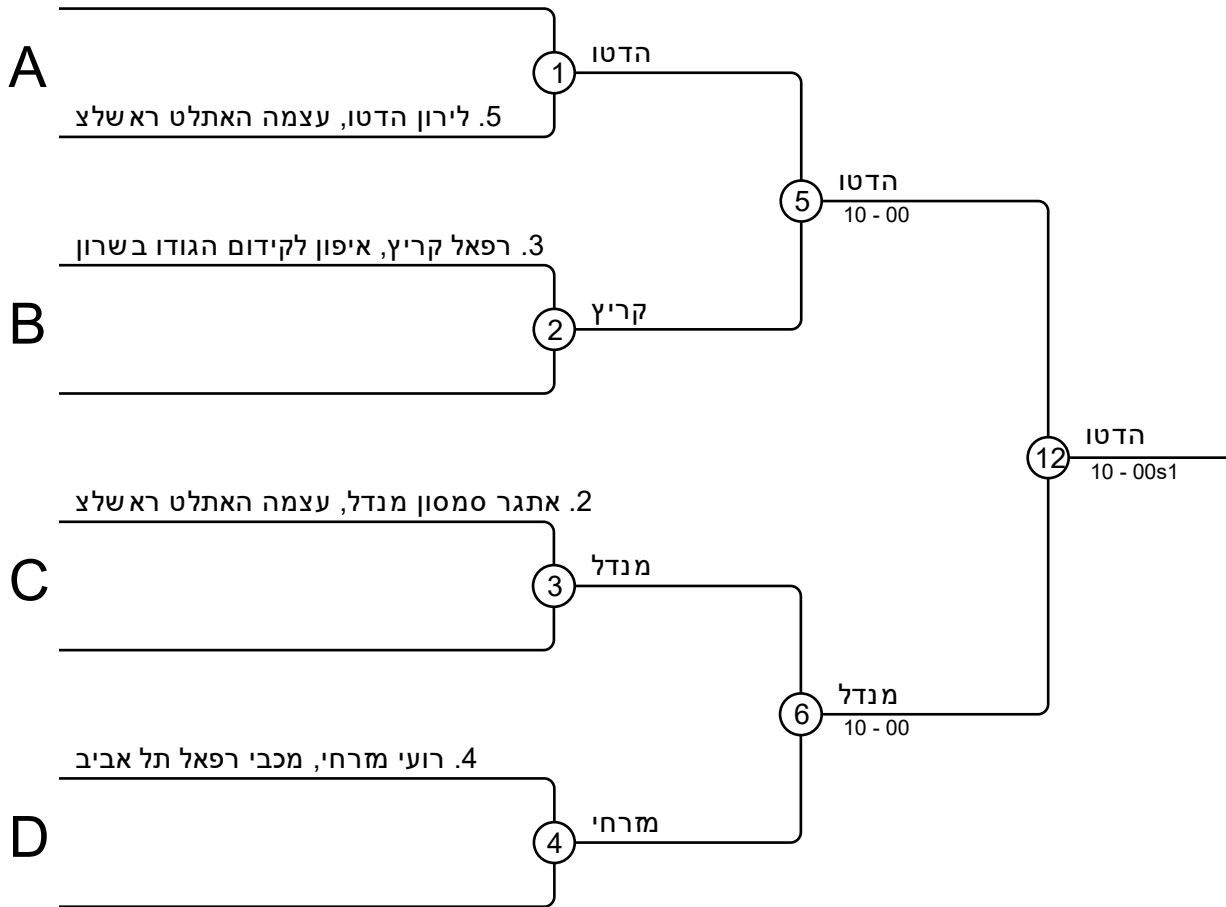 A
1
הדטו
5. לירון הדטו, עצמה האתלט ראשלצ
5
הדטו
10 - 00
3. רפאל קריץ, איפון לקידום הגודו בשרון
B
2
קריץ
12
הדטו
10 - 00s1
2. אתגר סמסון מנדל, עצמה האתלט ראשלצ
C
3
מנדל
6
מנדל
10 - 00
4. רועי מזרחי, מכבי רפאל תל אביב
D
4
מזרחי